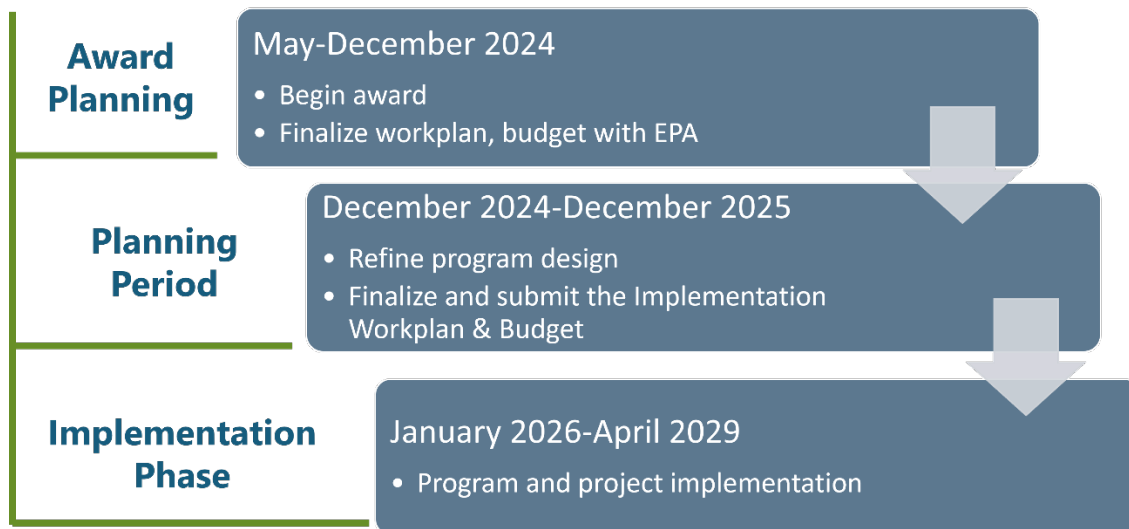 Award
Planning
May-December 2024
• Begin award
• Finalize workplan, budget with EPA
Planning
Period
December 2024-December 2025
• Refine program design
• Finalize and submit the Implementation
Workplan & Budget
Implementation
Phase
January 2026-April 2029
• Program and project implementation